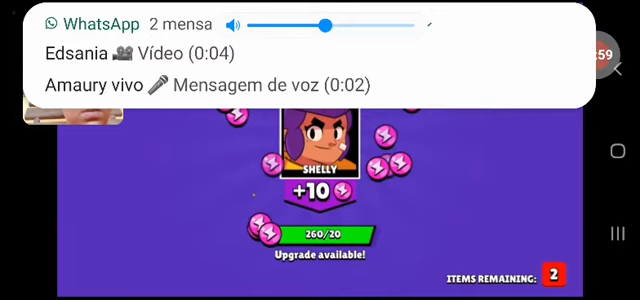 WhatsApp 2 mensa
Edsania 🎥 Vídeo (0:04)
Amaury vivo 🎤 Mensagem de voz (0:02)
:59
SHELLY
+10
260/20
Upgrade available!
ITEMS REMAINING: 2